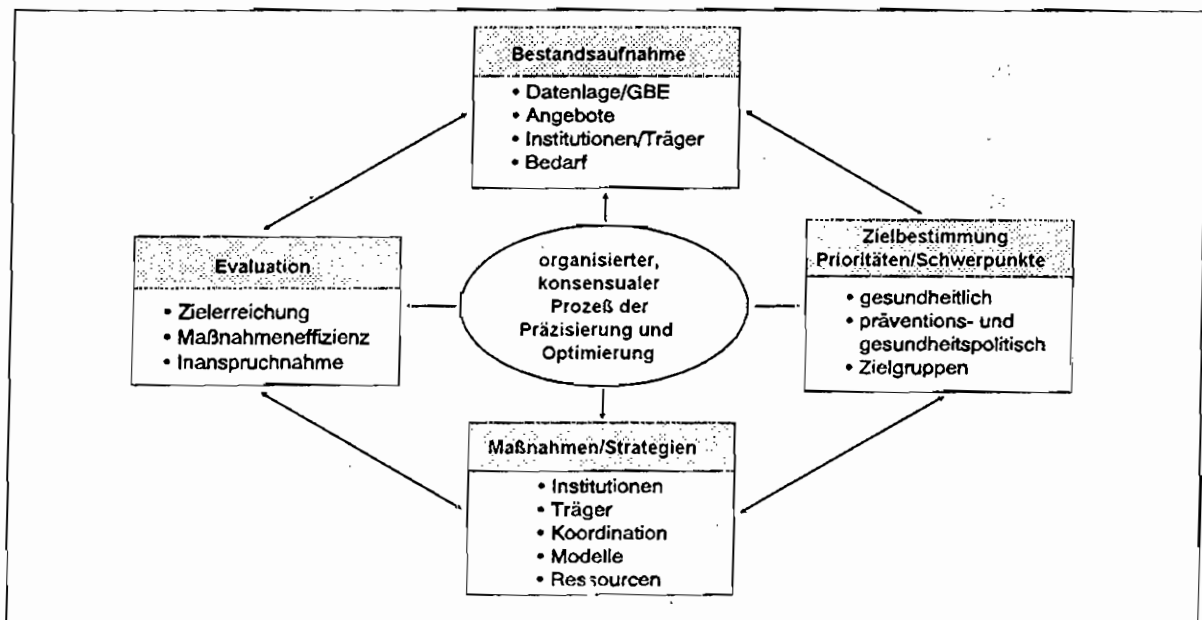 Bestandsaufnahme
• Datenlage/GBE
• Angebote
• Institutionen/Träger
• Bedarf
Evaluation
• Zielerreichung
• Maßnahmeneffizienz
• Inanspruchnahme
organisierter,
konsensualer
Prozeß der
Präzisierung und
Optimierung
Zielbestimmung
Prioritäten/Schwerpunkte
• gesundheitlich
• präventions- und
gesundheitspolitisch
• Zielgruppen
Maßnahmen/Strategien
• Institutionen
• Träger
• Koordination
• Modelle
• Ressourcen